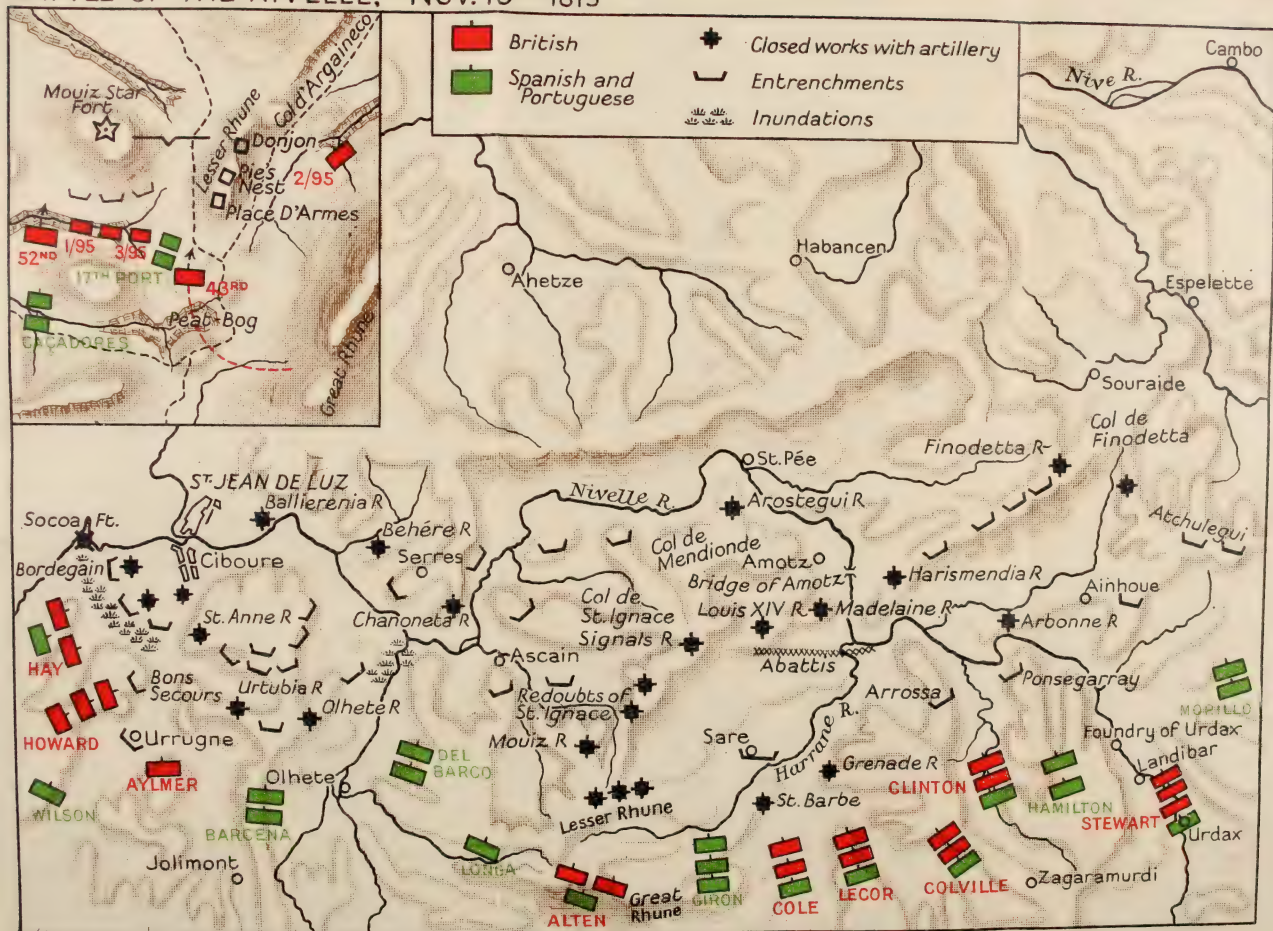 NOV. 10TH 1813
British
Spanish and
Portuguese
Closed works with artillery
Entrenchments
Inundations
Mouiz Star
Fort
Col d'Argaineco
Lesser Rhune
Donjon
Pie's
Nest
Place D'Armes
2/95
52ND
1/95
3/95
17TH PORT
43RD
Peat Bog
CAÇADORES
Great Rhune
Nive R.
Cambo
Habancen
Ahetze
Espelette
Souraide
Col de
Finodetta
Finodetta R
St. Pée
Nivelle R.
Arostegui R
Atchulegui
ST. JEAN DE LUZ
Ballierenia R
Socoa Ft.
Ciboure
Behére R
Serres
Bordegain
St. Anne R
Chañoneta R
Col de
Mendionde
Amotz
Bridge of Amotz
Harismendia R
Ainhoue
Col de
St. Ignace
Signals R
Louis XIV R.
Madelaine R
Arbonne R
Abattis
Ascain
HAY
Bons
Secours
Urtubia R
Olhete R
Redoubts of
St. Ignace
Mouiz R
Arrossa
Ponsegarray
MORILLO
HOWARD
Urrugne
AYLMER
DEL
BARCO
Sare
Harrane R.
Grenade R
Foundry of Urdax
Landibar
CLINTON
HAMILTON
STEWART
Urdax
WILSON
Olhete
BARCENA
Lesser Rhune
St. Barbe
Jolimont
LONGA
ALTEN
Great
Rhune
GIRON
COLE
LECOR
COLVILLE
Zagaramurdi